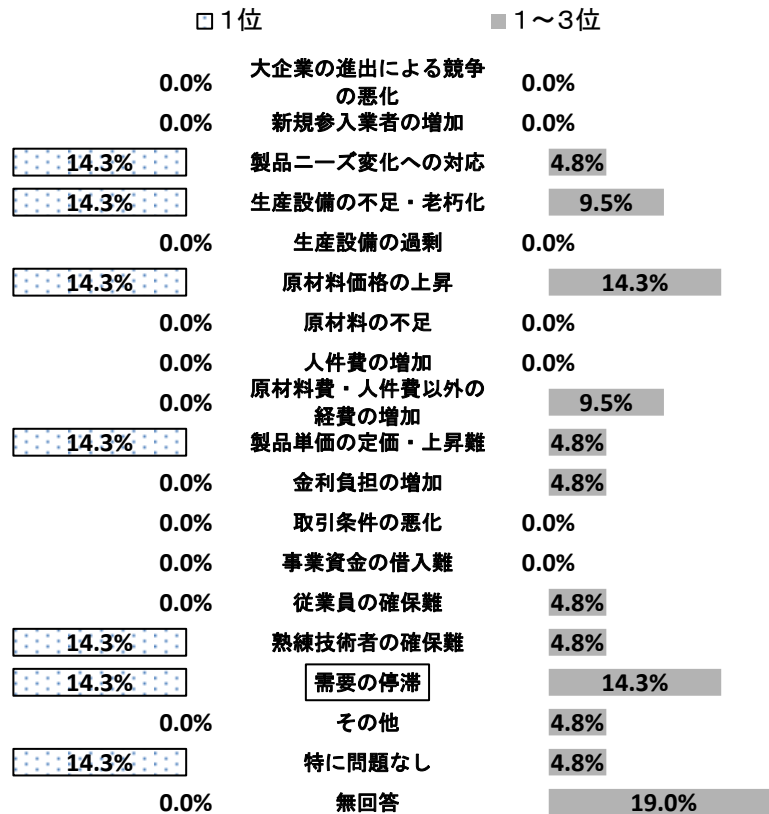 １位 １～３位
0.0% 大企業の進出による競争 0.0%
の悪化
0.0% 新規参入業者の増加 0.0%
14.3% 製品ニーズ変化への対応 4.8%
14.3% 生産設備の不足・老朽化 9.5%
0.0% 生産設備の過剰 0.0%
14.3% 原材料価格の上昇 14.3%
0.0% 原材料の不足 0.0%
0.0% 人件費の増加 0.0%
0.0% 原材料費・人件費以外の 9.5%
経費の増加
14.3% 製品単価の定価・上昇難 4.8%
0.0% 金利負担の増加 4.8%
0.0% 取引条件の悪化 0.0%
0.0% 事業資金の借入難 0.0%
0.0% 従業員の確保難 4.8%
14.3% 熟練技術者の確保難 4.8%
14.3% 需要の停滞 14.3%
0.0% その他 4.8%
14.3% 特に問題なし 4.8%
0.0% 無回答 19.0%